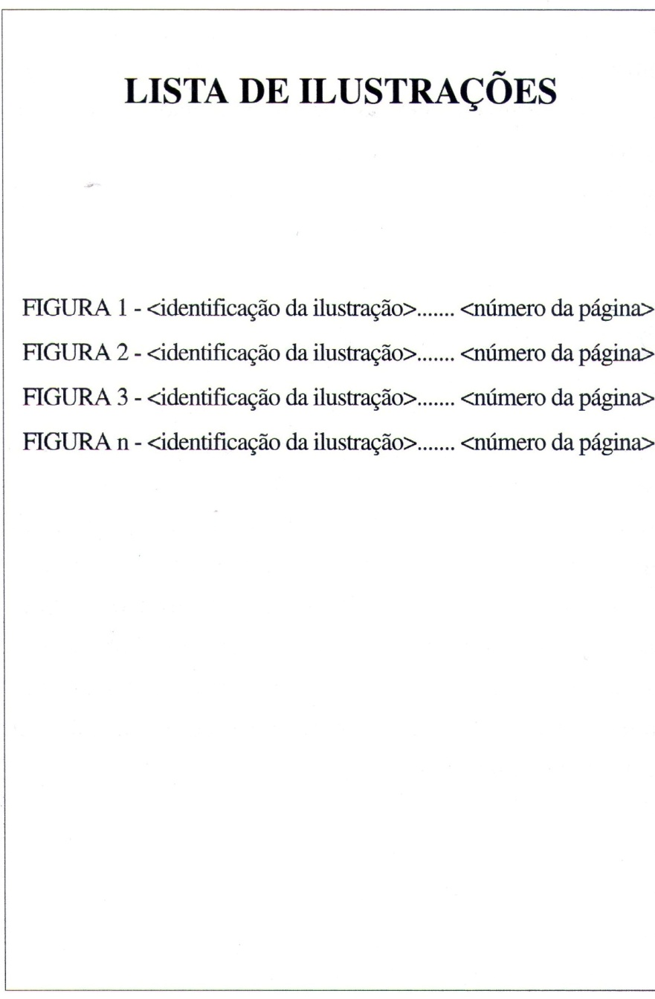 LISTA DE ILUSTRAÇÕES
FIGURA 1 - <identificação da ilustração>....... <número da página>
FIGURA 2 - <identificação da ilustração>....... <número da página>
FIGURA 3 - <identificação da ilustração>....... <número da página>
FIGURA n - <identificação da ilustração>....... <número da página>